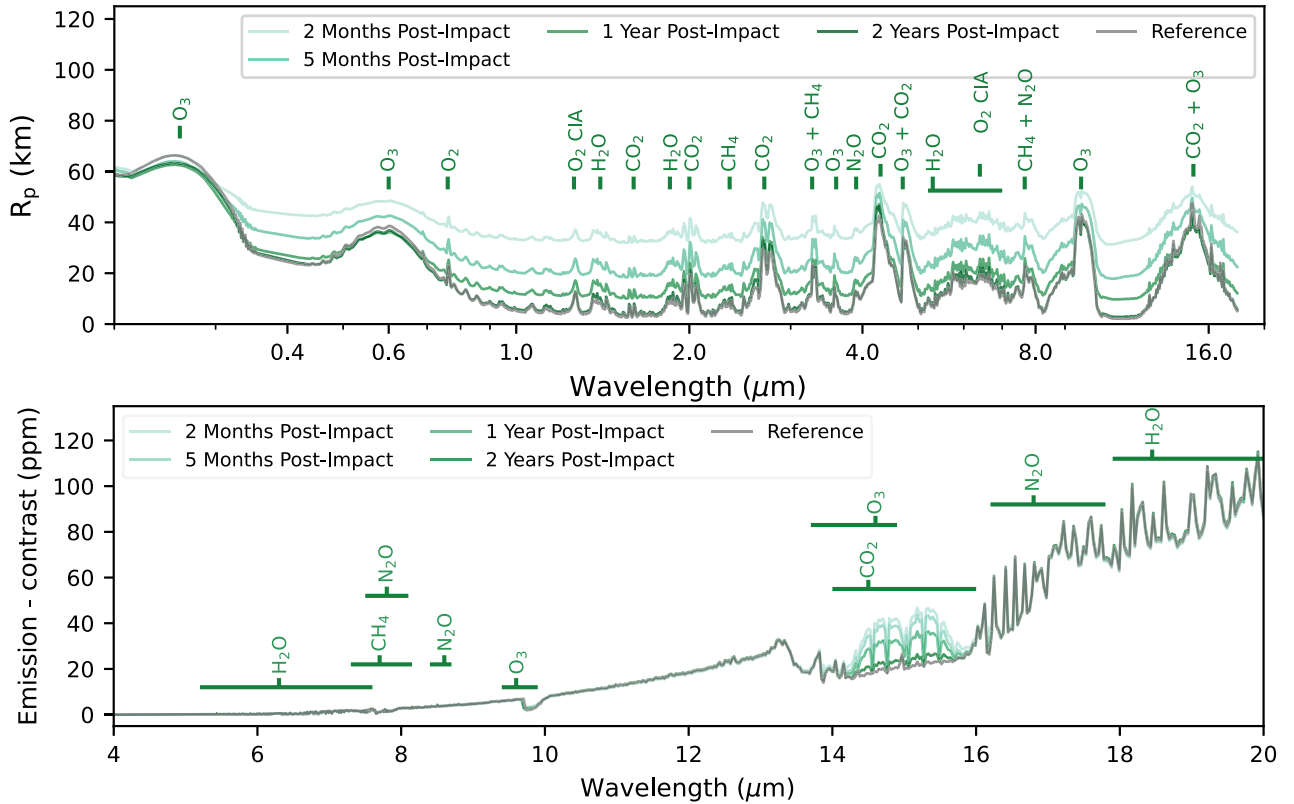 120
100
80
60
40
20
0
R_p (km)
2 Months Post-Impact
5 Months Post-Impact
1 Year Post-Impact
2 Years Post-Impact
Reference
O₃
O₃
O₂
O₂ CIA
H₂O
CO₂
H₂O
CO₂
CH₄
CO₂
O₃ + CH₄
O₃
N₂O
CO₂
O₃ + CO₂
H₂O
O₂ CIA
CH₄ + N₂O
O₃
CO₂ + O₃
0.4
0.6
1.0
2.0
4.0
8.0
16.0
Wavelength (μm)
120
100
80
60
40
20
0
Emission - contrast (ppm)
2 Months Post-Impact
5 Months Post-Impact
1 Year Post-Impact
2 Years Post-Impact
Reference
H₂O
CH₄
N₂O
N₂O
O₃
O₃
CO₂
N₂O
H₂O
4
6
8
10
12
14
16
18
20
Wavelength (μm)